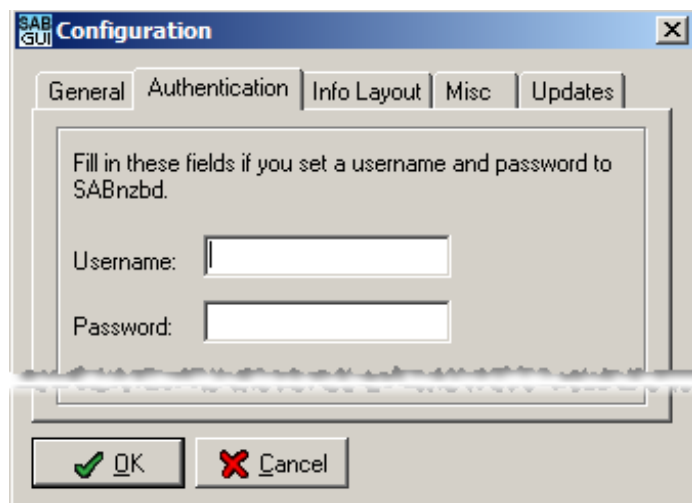 SAB GUI Configuration
General Authentication Info Layout Misc Updates
Fill in these fields if you set a username and password to
SABnzbd.
Username:
Password:
OK Cancel